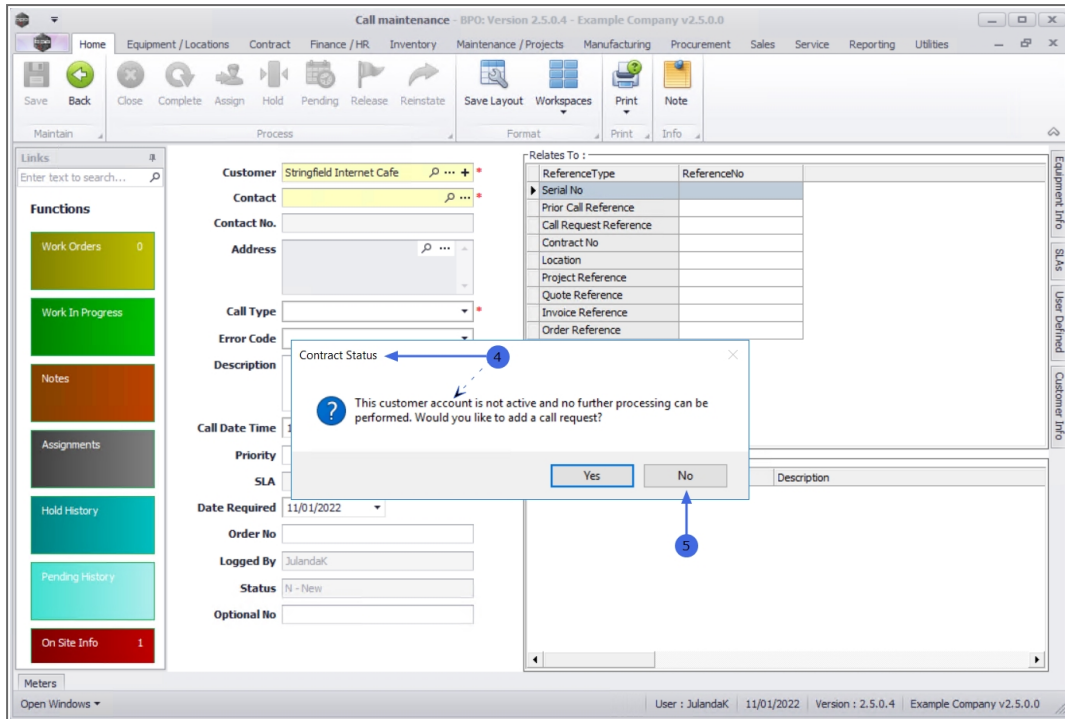 Call maintenance - BPO: Version 2.5.0.4 - Example Company v2.5.0.0
Home Equipment / Locations Contract Finance / HR Inventory Maintenance / Projects Manufacturing Procurement Sales Service Reporting Utilities
Save Back Close Complete Assign Hold Pending Release Reinstate Save Layout Workspaces Print Note
Maintain Process Format Print Info
Links
Enter text to search...
Functions
Work Orders 0
Work In Progress
Notes
Assignments
Hold History
Pending History
On Site Info 1
Customer Stringfield Internet Cafe *
Contact *
Contact No.
Address
Call Type *
Error Code
Description
Call Date Time 1
Priority
SLA
Date Required 11/01/2022
Order No
Logged By JulandaK
Status N - New
Optional No
Relates To :
ReferenceType ReferenceNo
Serial No
Prior Call Reference
Call Request Reference
Contract No
Location
Project Reference
Quote Reference
Invoice Reference
Order Reference
Contract Status
4
This customer account is not active and no further processing can be
performed. Would you like to add a call request?
Yes No
5
Description
Equipment Info
SLAs
User Defined
Customer Info
Meters
Open Windows
User : JulandaK 11/01/2022 Version : 2.5.0.4 Example Company v2.5.0.0